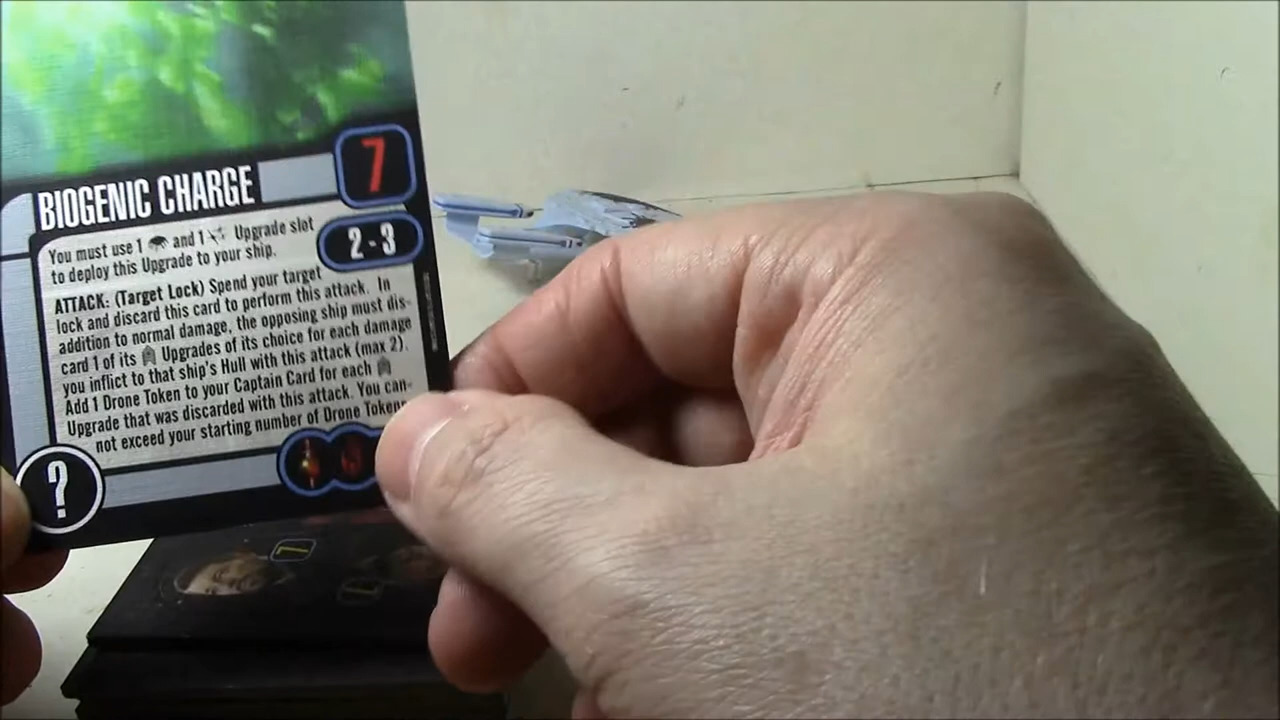 7
BIOGENIC CHARGE
2 - 3
You must use 1 and 1 Upgrade slot
to deploy this Upgrade to your ship.
ATTACK: (Target Lock) Spend your target
lock and discard this card to perform this attack. In
addition to normal damage, the opposing ship must dis-
card 1 of its Upgrades of its choice for each damage
you inflict to that ship's Hull with this attack (max 2).
Add 1 Drone Token to your Captain Card for each
Upgrade that was discarded with this attack. You can-
not exceed your starting number of Drone Tokens
?